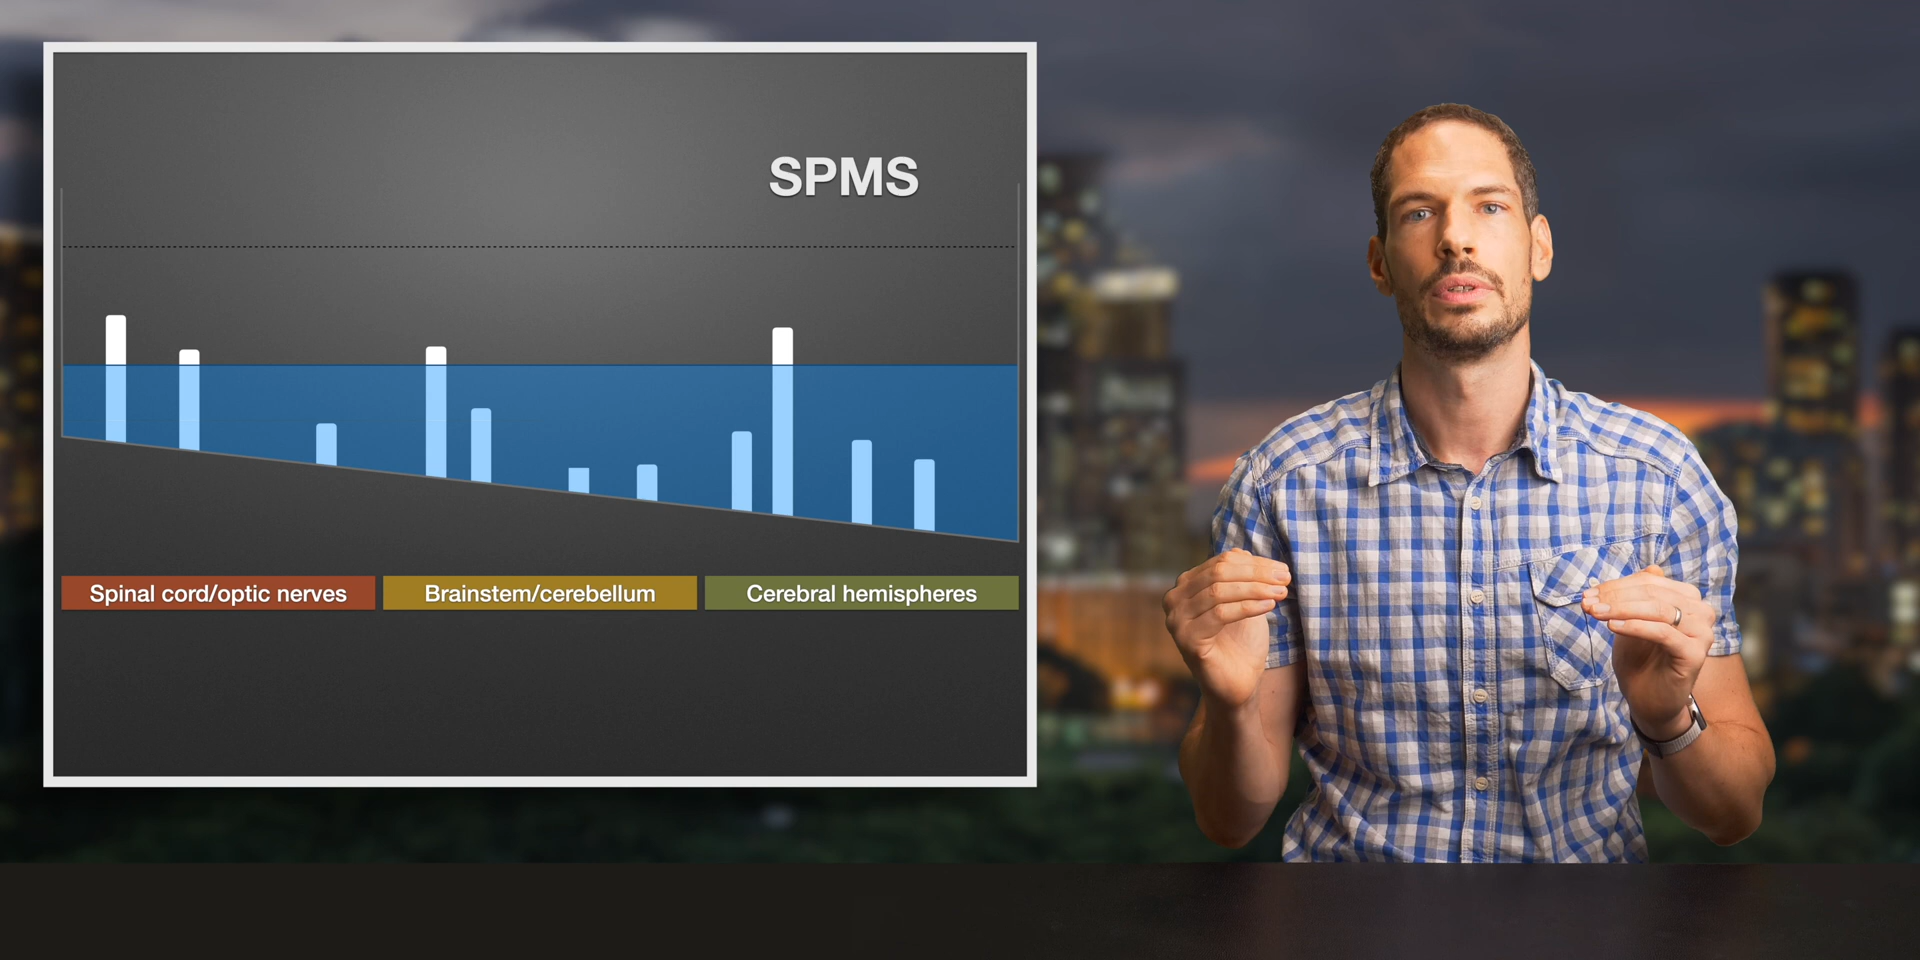 SPMS
Spinal cord/optic nerves
Brainstem/cerebellum
Cerebral hemispheres